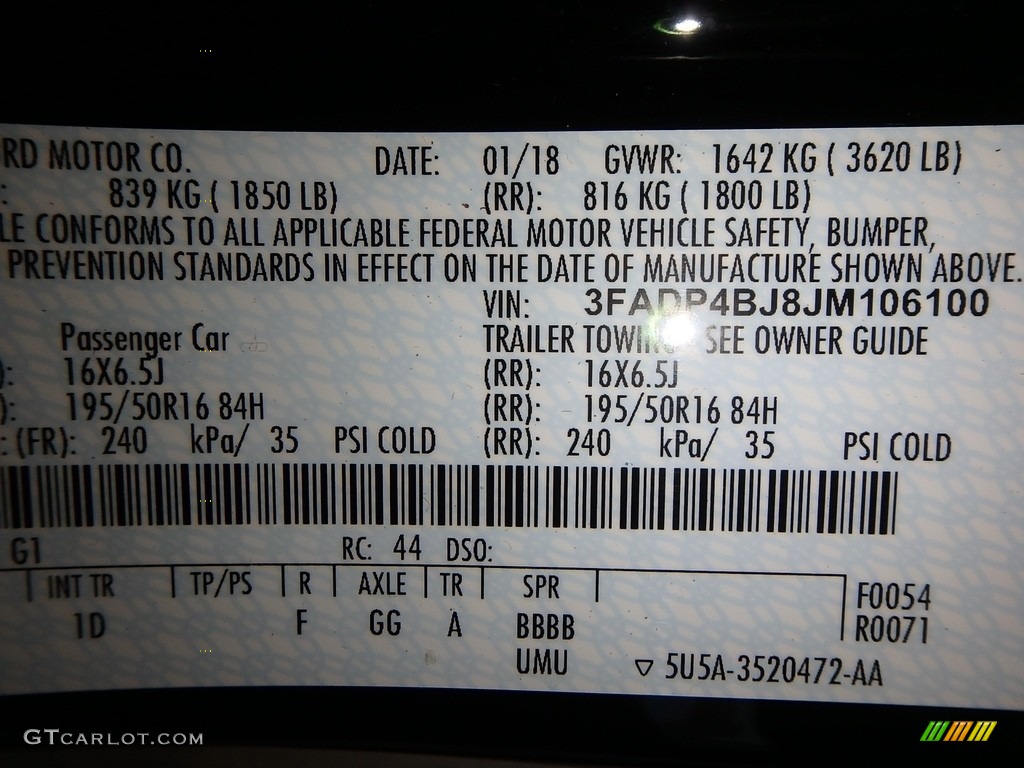 RD MOTOR CO. DATE: 01/18 GVWR: 1642 KG ( 3620 LB)
: 839 KG ( 1850 LB) (RR): 816 KG ( 1800 LB)
LE CONFORMS TO ALL APPLICABLE FEDERAL MOTOR VEHICLE SAFETY, BUMPER,
PREVENTION STANDARDS IN EFFECT ON THE DATE OF MANUFACTURE SHOWN ABOVE.
VIN: 3FADP4BJ8JM106100
Passenger Car TRAILER TOWING- SEE OWNER GUIDE
): 16X6.5J (RR): 16X6.5J
): 195/50R16 84H (RR): 195/50R16 84H
: (FR): 240 kPa/ 35 PSI COLD (RR): 240 kPa/ 35 PSI COLD
G1 RC: 44 DSO:
INT TR TP/PS R AXLE TR SPR F0054
1D F GG A BBBB R0071
UMU ▽ 5U5A-3520472-AA
GTCARLOT.COM